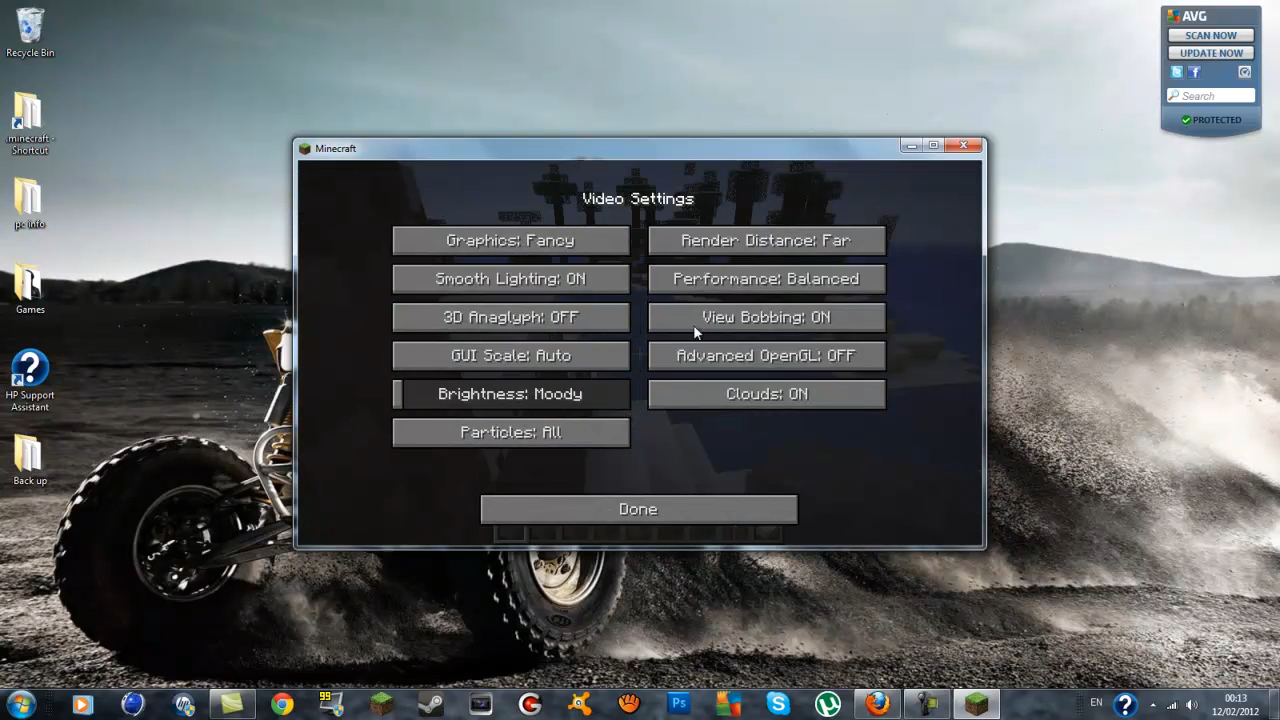 Recycle Bin
.minecraft -
Shortcut
pc info
Games
HP Support
Assistant
Back up
AVG
SCAN NOW
UPDATE NOW
Search
PROTECTED
Minecraft
Video Settings
Graphics: Fancy
Render Distance: Far
Smooth Lighting: ON
Performance: Balanced
3D Anaglyph: OFF
View Bobbing: ON
GUI Scale: Auto
Advanced OpenGL: OFF
Brightness: Moody
Clouds: ON
Particles: All
Done
99
Ps
EN
00:13
12/02/2012